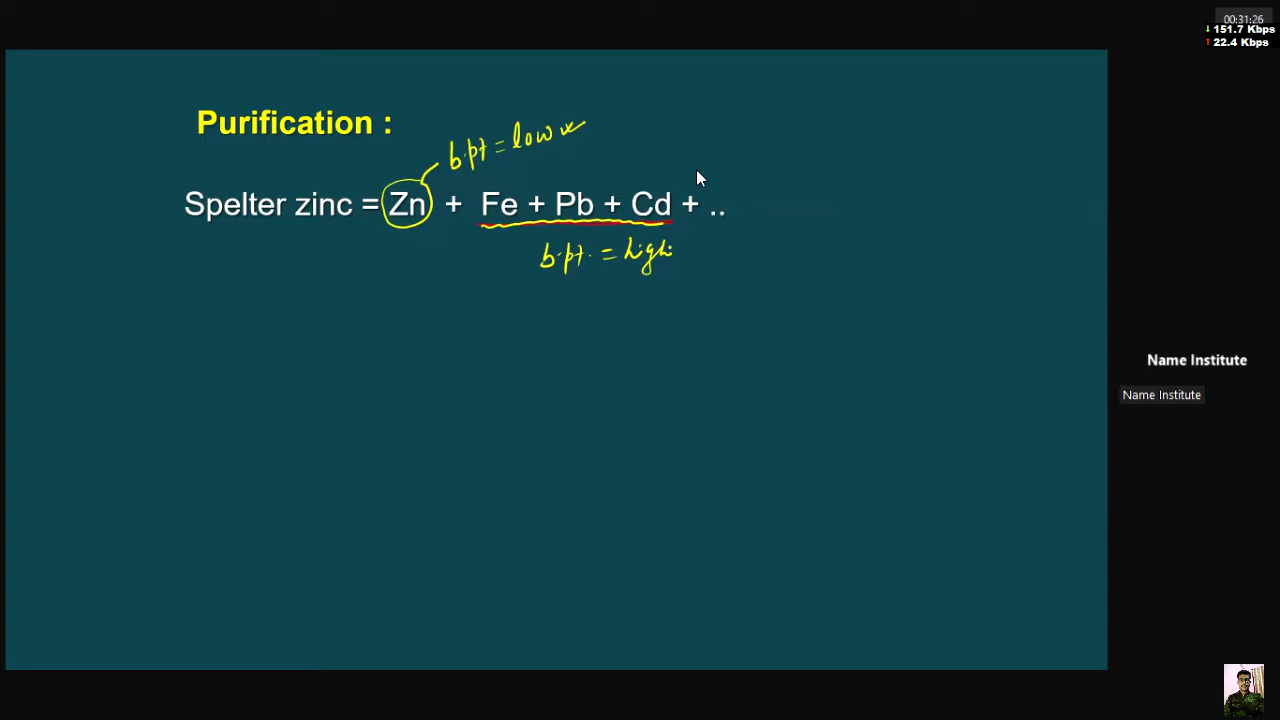 00:31:26
↓ 151.7 Kbps
↑ 22.4 Kbps
Purification :
b.pt = low
Spelter zinc = Zn + Fe + Pb + Cd + ..
b.pt. = high
Name Institute
Name Institute